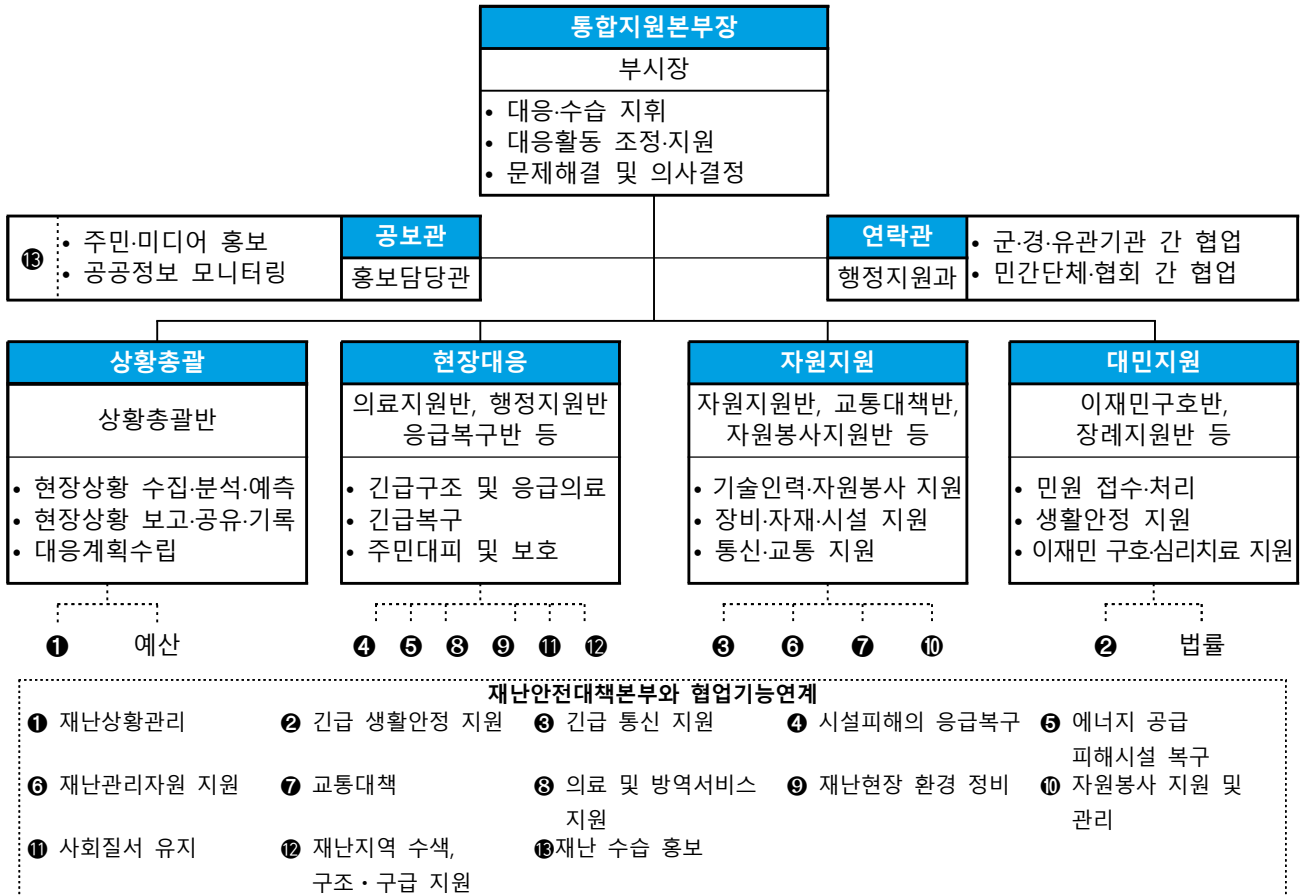 통합지원본부장
부시장
• 대응·수습 지휘
• 대응활동 조정·지원
• 문제해결 및 의사결정
⓭
• 주민·미디어 홍보
• 공공정보 모니터링
공보관
홍보담당관
연락관
행정지원과
• 군·경·유관기관 간 협업
• 민간단체·협회 간 협업
상황총괄
상황총괄반
• 현장상황 수집·분석·예측
• 현장상황 보고·공유·기록
• 대응계획수립
❶ 예산
현장대응
의료지원반, 행정지원반
응급복구반 등
• 긴급구조 및 응급의료
• 긴급복구
• 주민대피 및 보호
❹ ❺ ❽ ❾ ⓫ ⓬
자원지원
자원지원반, 교통대책반,
자원봉사지원반 등
• 기술인력·자원봉사 지원
• 장비·자재·시설 지원
• 통신·교통 지원
❸ ❻ ❼ ❿
대민지원
이재민구호반,
장례지원반 등
• 민원 접수·처리
• 생활안정 지원
• 이재민 구호·심리치료 지원
❷ 법률
재난안전대책본부와 협업기능연계
❶ 재난상황관리
❷ 긴급 생활안정 지원
❸ 긴급 통신 지원
❹ 시설피해의 응급복구
❺ 에너지 공급
피해시설 복구
❻ 재난관리자원 지원
❼ 교통대책
❽ 의료 및 방역서비스
지원
❾ 재난현장 환경 정비
❿ 자원봉사 지원 및
관리
⓫ 사회질서 유지
⓬ 재난지역 수색,
구조・구급 지원
⓭재난 수습 홍보